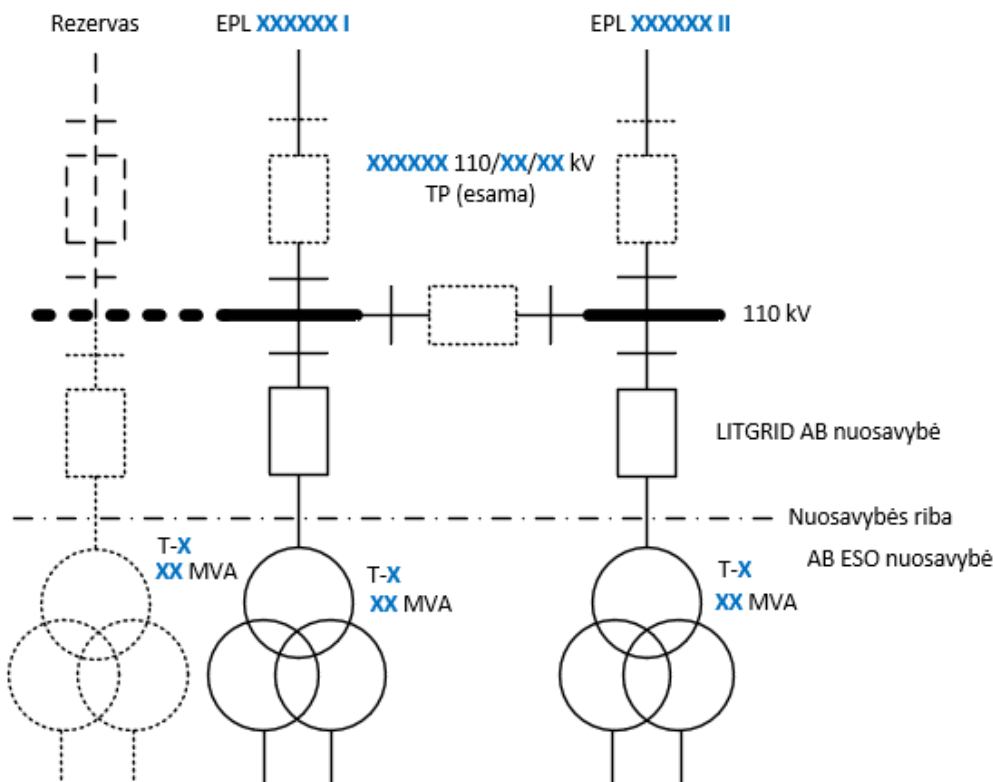 Rezervas
EPL XXXXXX I
EPL XXXXXX II
XXXXXX 110/XX/XX kV
TP (esama)
110 kV
LITGRID AB nuosavybė
Nuosavybės riba
AB ESO nuosavybė
T-X
XX MVA
T-X
XX MVA
T-X
XX MVA